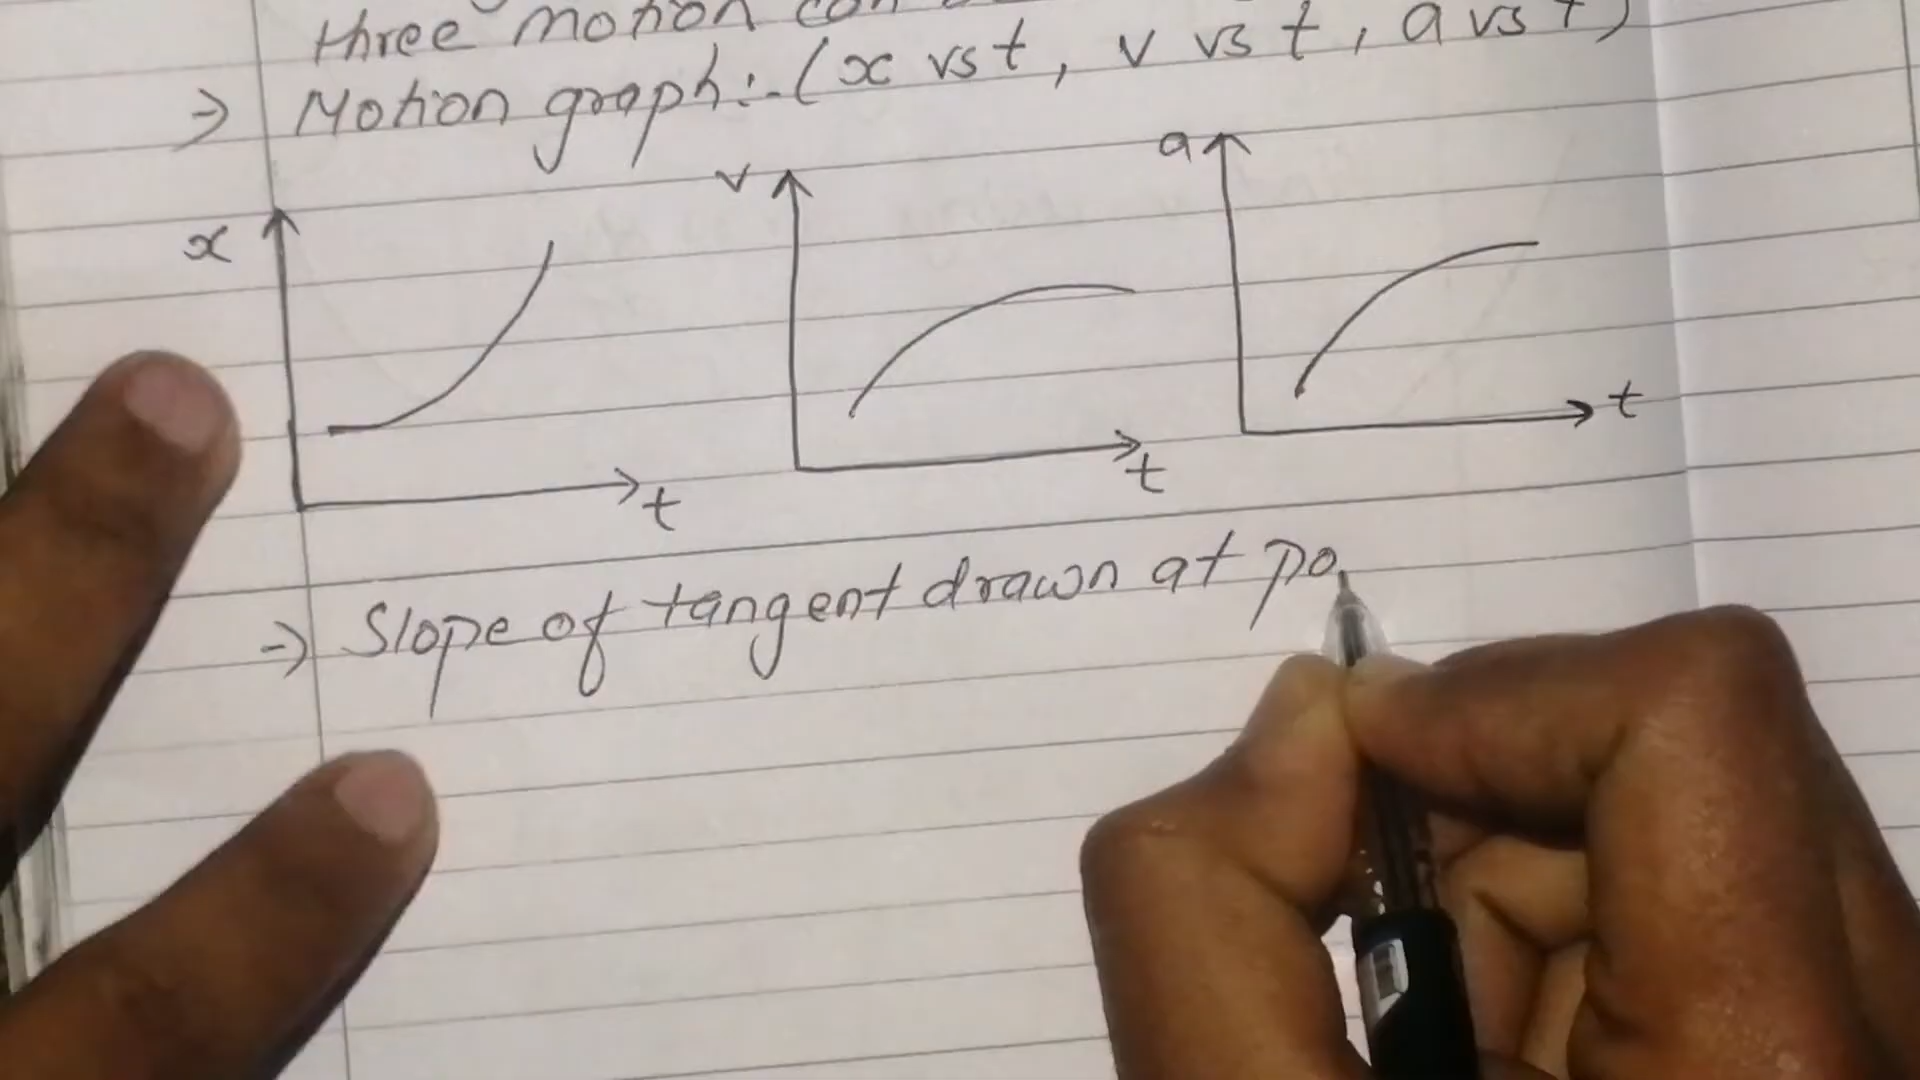 three motion
⇒ Motion graph:- (x vs t, v vs t, a vs t)
x
t
v
t
a
t
→ Slope of tangent drawn at po